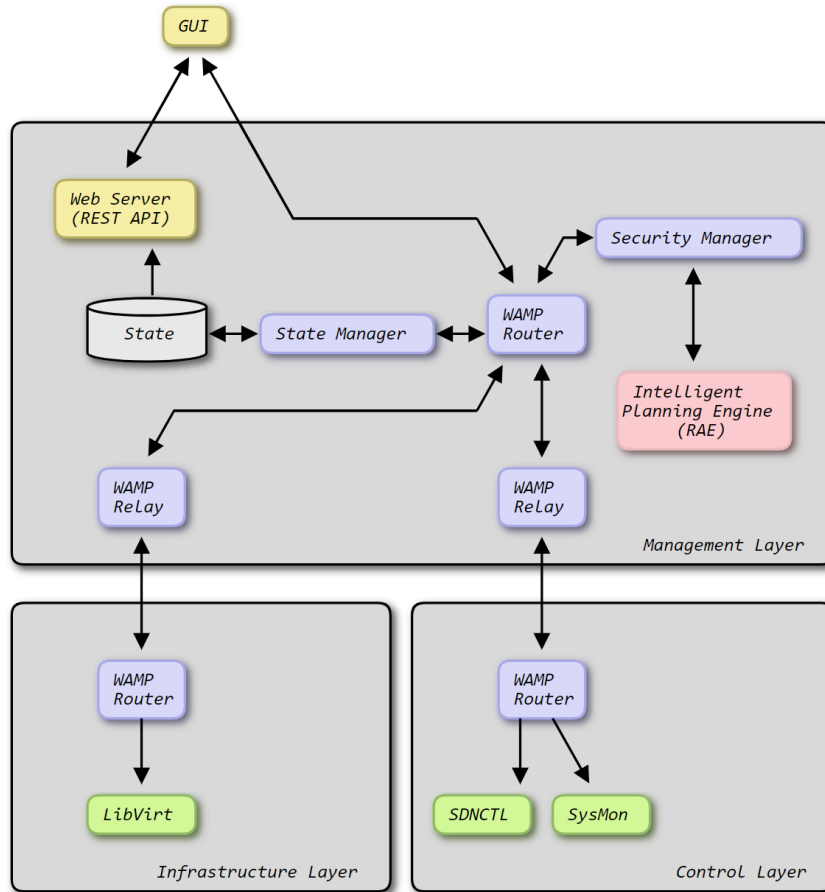 GUI
Web Server
(REST API)
Security Manager
State
State Manager
WAMP
Router
Intelligent
Planning Engine
(RAE)
WAMP
Relay
WAMP
Relay
Management Layer
WAMP
Router
WAMP
Router
LibVirt
SDNCTL
SysMon
Infrastructure Layer
Control Layer